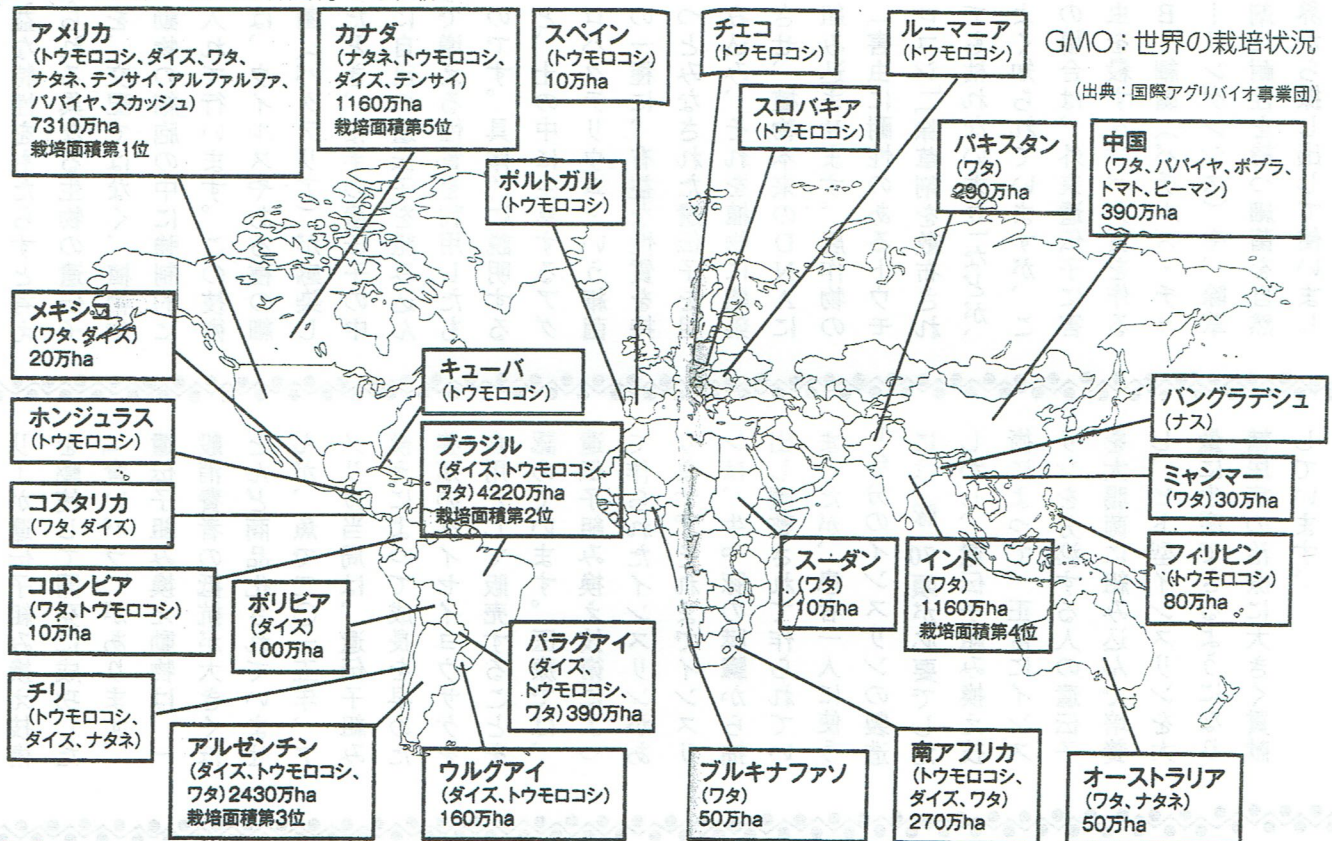 アメリカ
(トウモロコシ、ダイズ、ワタ、
ナタネ、テンサイ、アルファルファ、
パパイヤ、スカッシュ)
7310万ha
栽培面積第1位
カナダ
(ナタネ、トウモロコシ、
ダイズ、テンサイ)
1160万ha
栽培面積第5位
スペイン
(トウモロコシ)
10万ha
チェコ
(トウモロコシ)
ルーマニア
(トウモロコシ)
GMO:世界の栽培状況
(出典:国際アグリバイオ事業団)
スロバキア
(トウモロコシ)
パキスタン
(ワタ)
290万ha
中国
(ワタ、パパイヤ、ポプラ、
トマト、ピーマン)
390万ha
ポルトガル
(トウモロコシ)
メキシコ
(ワタ、ダイズ)
20万ha
キューバ
(トウモロコシ)
バングラデシュ
(ナス)
ホンジュラス
(トウモロコシ)
ブラジル
(ダイズ、トウモロコシ、
ワタ)4220万ha
栽培面積第2位
ミャンマー
(ワタ)30万ha
コスタリカ
(ワタ、ダイズ)
スーダン
(ワタ)
10万ha
インド
(ワタ)
1160万ha
栽培面積第4位
フィリピン
(トウモロコシ)
80万ha
コロンビア
(ワタ、トウモロコシ)
10万ha
ボリビア
(ダイズ)
100万ha
パラグアイ
(ダイズ、
トウモロコシ、
ワタ)390万ha
チリ
(トウモロコシ、
ダイズ、ナタネ)
アルゼンチン
(ダイズ、トウモロコシ、
ワタ)2430万ha
栽培面積第3位
ウルグアイ
(ダイズ、トウモロコシ)
160万ha
ブルキナファソ
(ワタ)
50万ha
南アフリカ
(トウモロコシ、
ダイズ、ワタ)
270万ha
オーストラリア
(ワタ、ナタネ)
50万ha